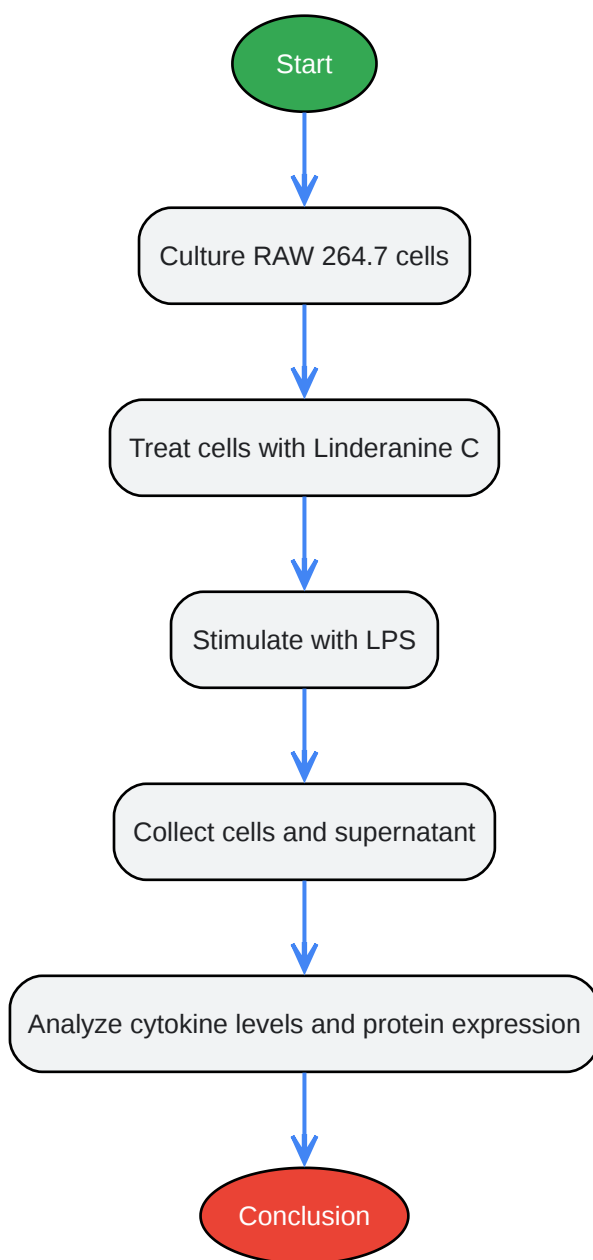 Start
Culture RAW 264.7 cells
Treat cells with Linderanine C
Stimulate with LPS
Collect cells and supernatant
Analyze cytokine levels and protein expression
Conclusion